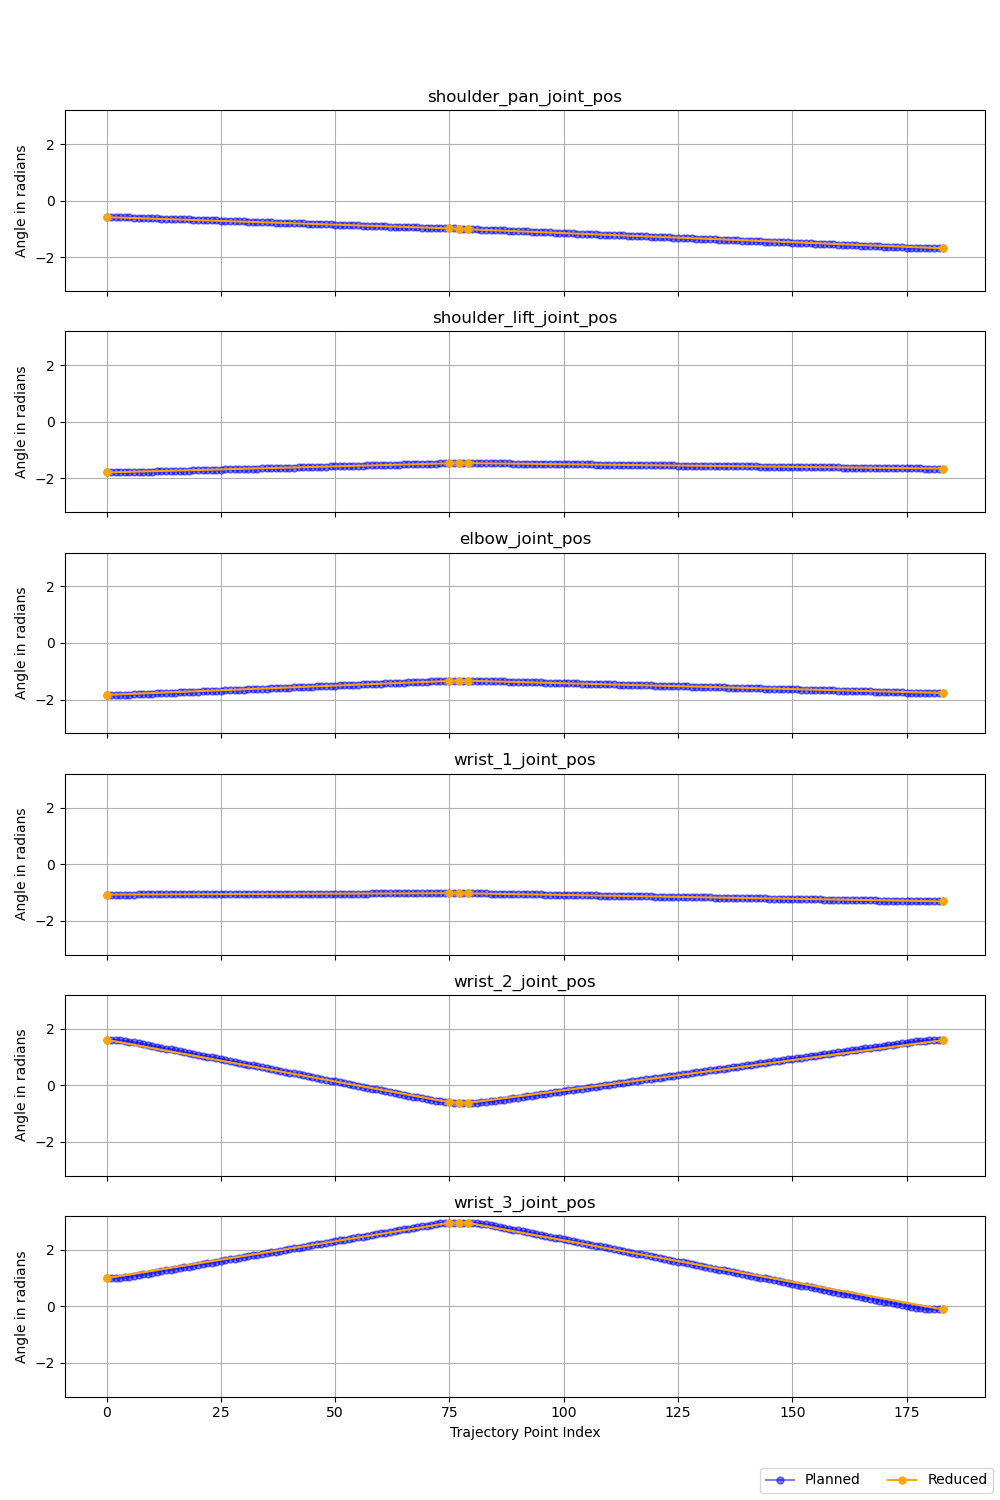 shoulder_pan_joint_pos
Angle in radians
2
0
−2
shoulder_lift_joint_pos
Angle in radians
2
0
−2
elbow_joint_pos
Angle in radians
2
0
−2
wrist_1_joint_pos
Angle in radians
2
0
−2
wrist_2_joint_pos
Angle in radians
2
0
−2
wrist_3_joint_pos
Angle in radians
2
0
−2
0 25 50 75 100 125 150 175
Trajectory Point Index
Planned Reduced